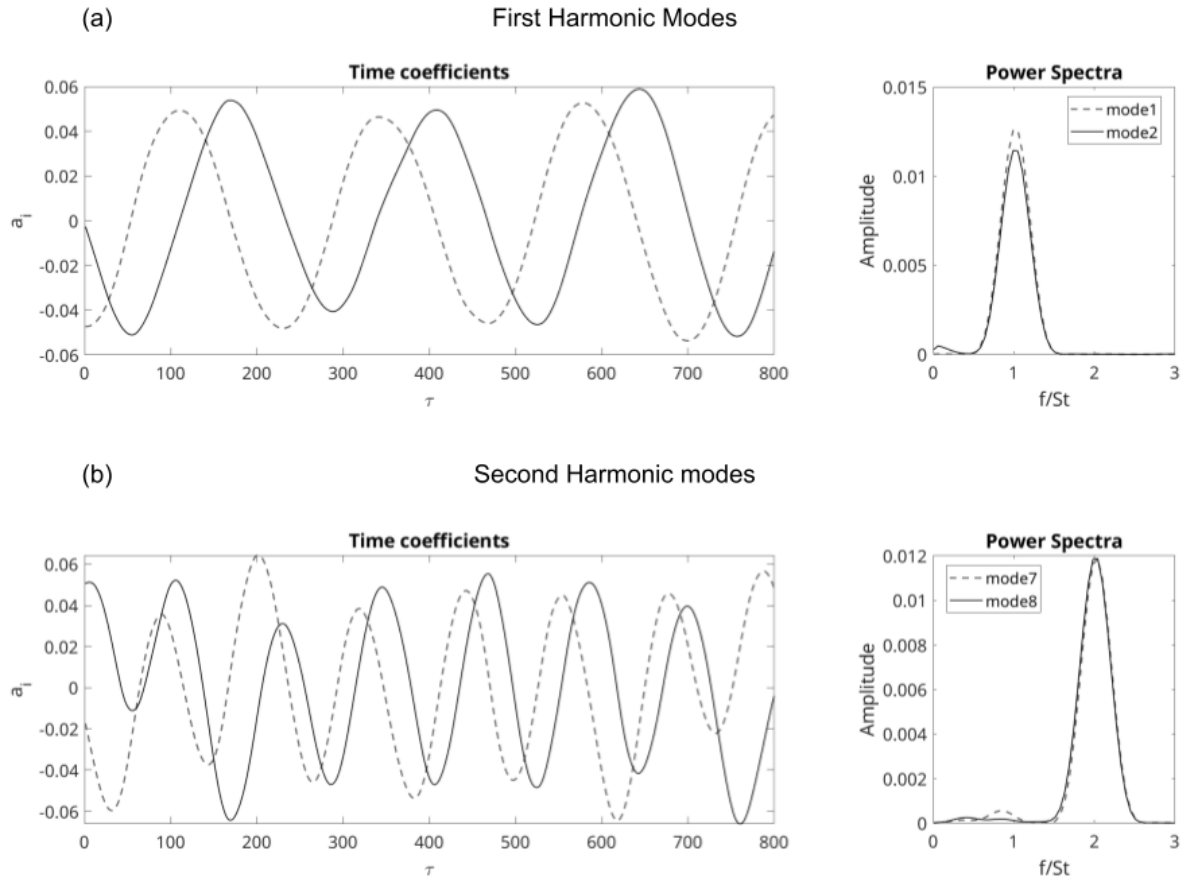 (a)
First Harmonic Modes
Time coefficients
0.06
0.04
0.02
0
-0.02
-0.04
-0.06
a_i
0 100 200 300 400 500 600 700 800
τ
Power Spectra
0.015
0.01
0.005
0
Amplitude
mode1
mode2
0 1 2 3
f/St
(b)
Second Harmonic modes
Time coefficients
0.06
0.04
0.02
0
-0.02
-0.04
-0.06
a_i
0 100 200 300 400 500 600 700 800
τ
Power Spectra
0.012
0.01
0.008
0.006
0.004
0.002
0
Amplitude
mode7
mode8
0 1 2 3
f/St